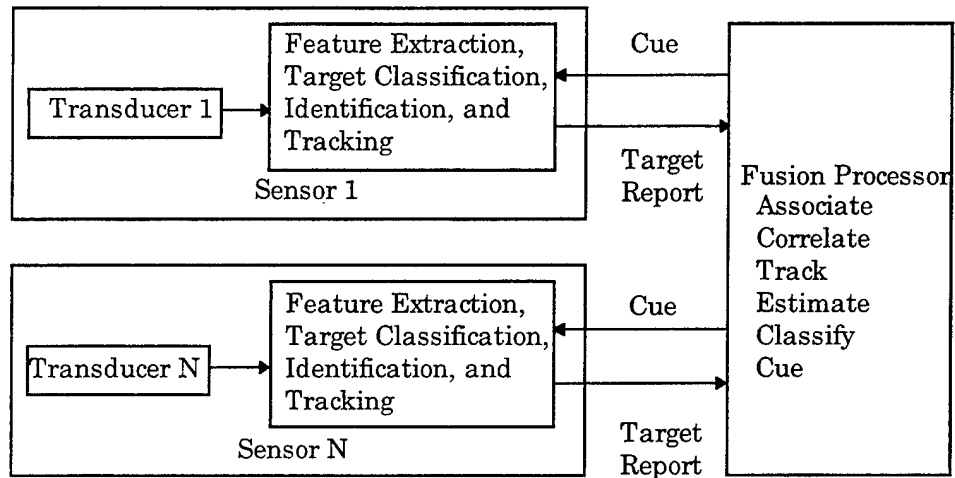 Feature Extraction,
Target Classification,
Identification, and
Tracking
Transducer 1
Sensor 1
Cue
Target
Report
Feature Extraction,
Target Classification,
Identification, and
Tracking
Transducer N
Sensor N
Cue
Target
Report
Fusion Processor
Associate
Correlate
Track
Estimate
Classify
Cue